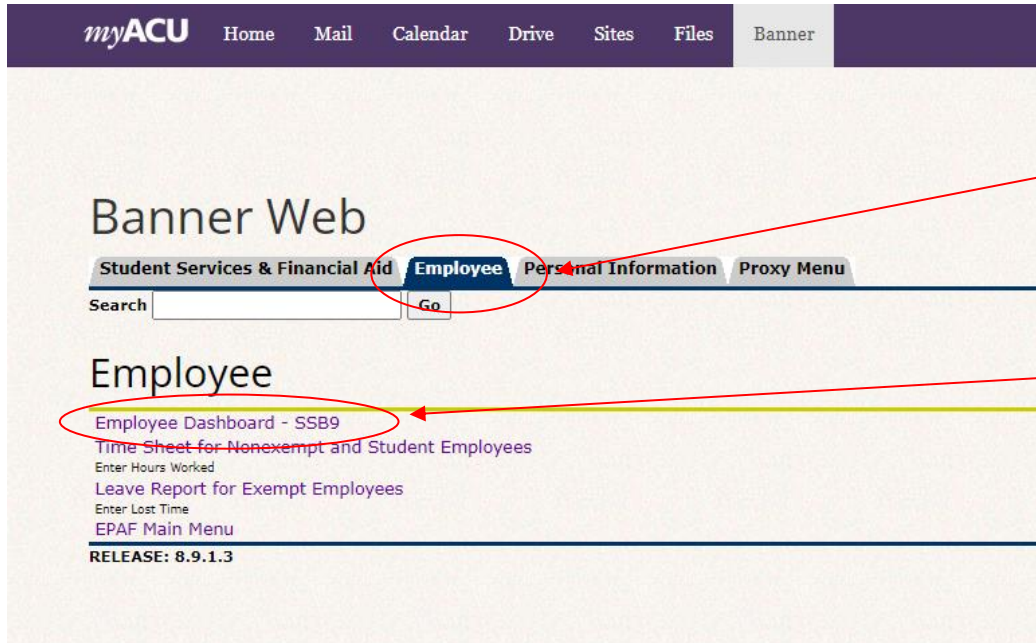 myACU Home Mail Calendar Drive Sites Files Banner
Banner Web
Student Services & Financial Aid Employee Personal Information Proxy Menu
Search Go
Employee
Employee Dashboard - SSB9
Time Sheet for Nonexempt and Student Employees
Enter Hours Worked
Leave Report for Exempt Employees
Enter Lost Time
EPAF Main Menu
RELEASE: 8.9.1.3